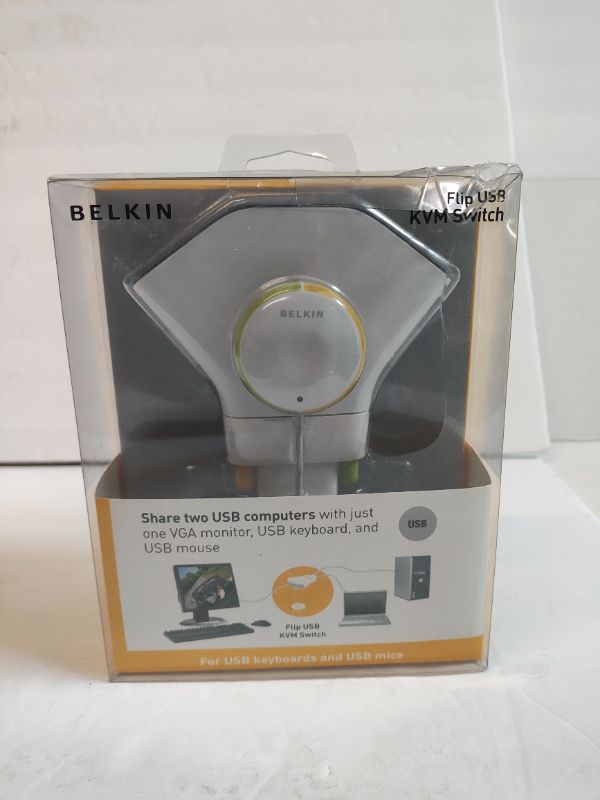 BELKIN
Flip USB
KVM Switch
BELKIN
Share two USB computers with just
one VGA monitor, USB keyboard, and
USB mouse
USB
Flip USB
KVM Switch
For USB keyboards and USB mice